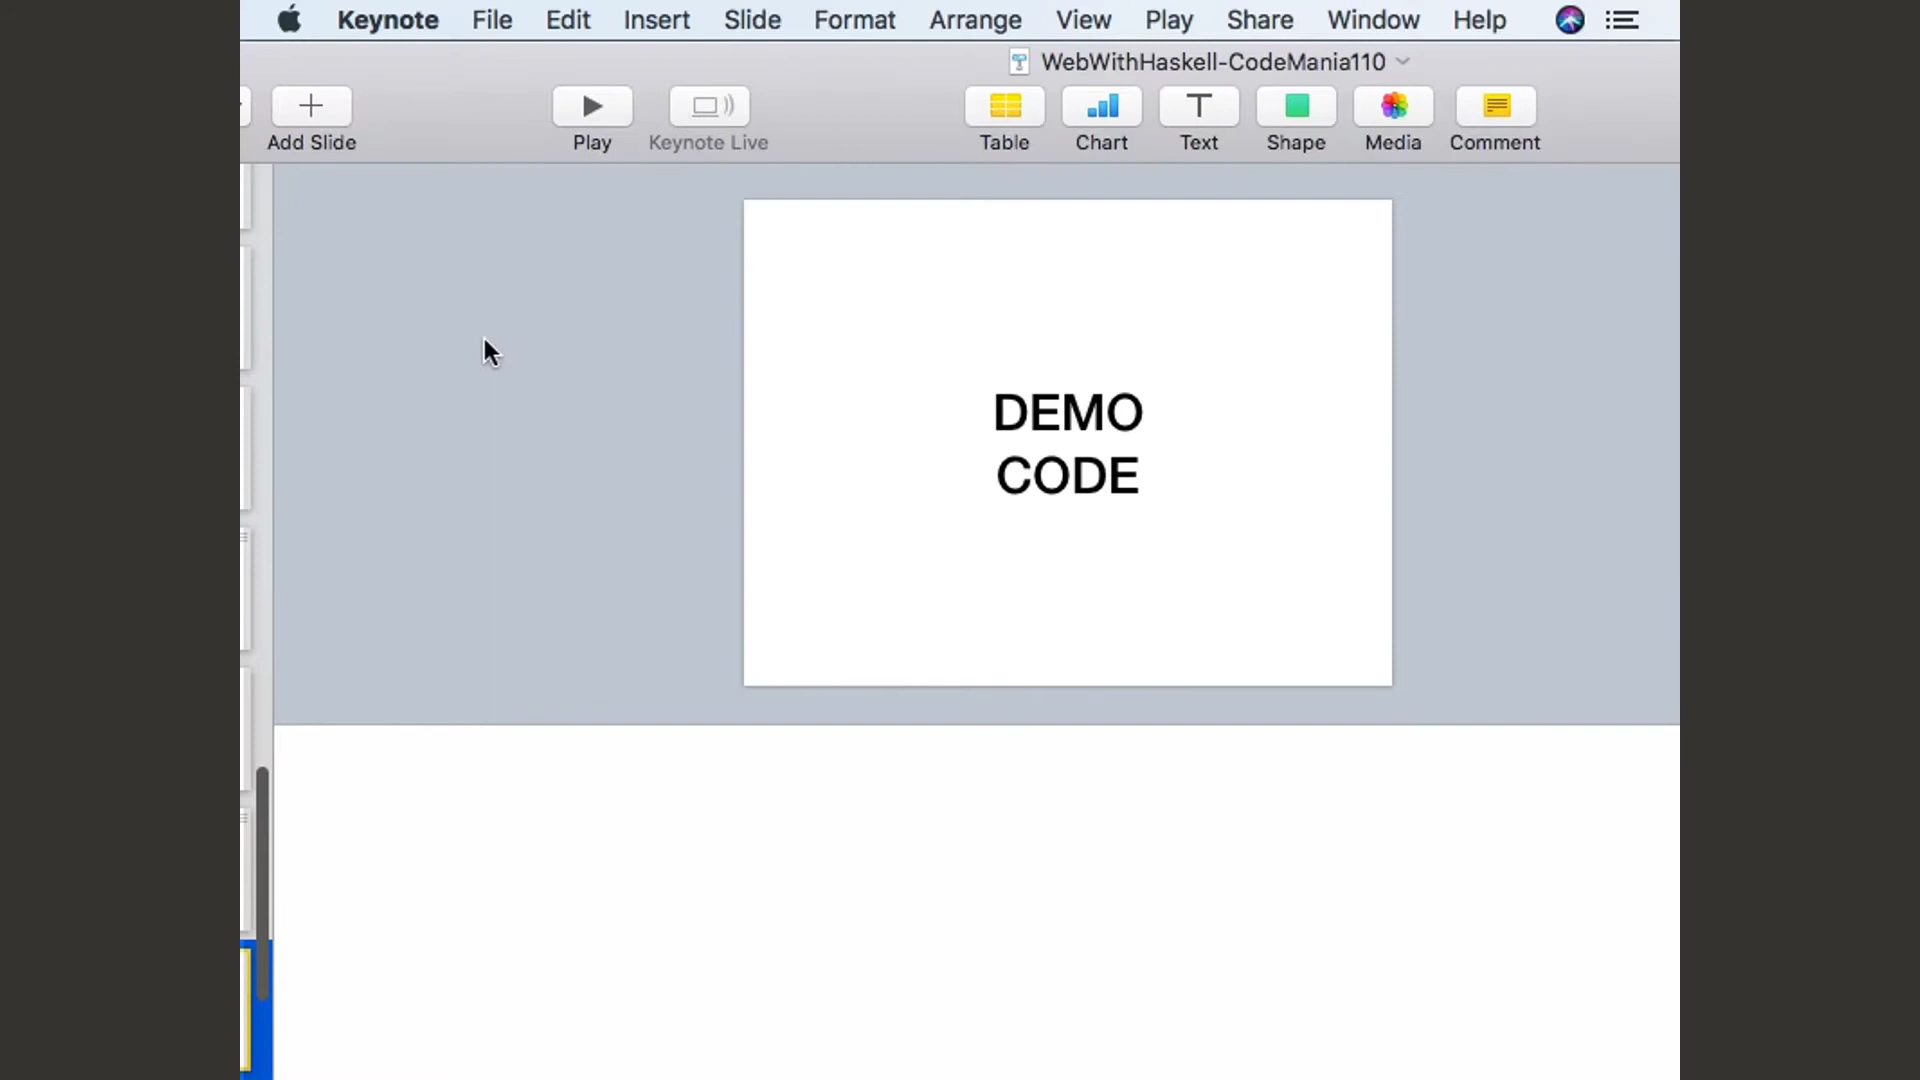 Keynote File Edit Insert Slide Format Arrange View Play Share Window Help
WebWithHaskell-CodeMania110
Add Slide Play Keynote Live Table Chart Text Shape Media Comment
DEMO
CODE